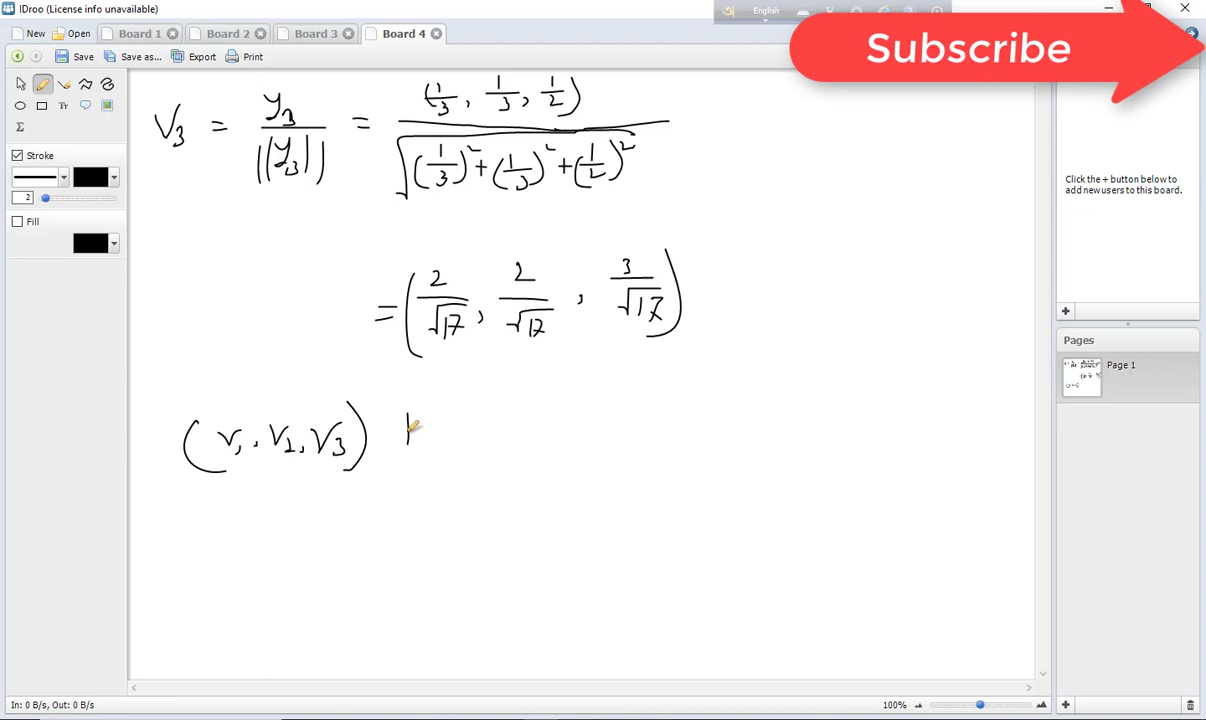 IDroo (License info unavailable)
English
New Open Board 1 Board 2 Board 3 Board 4
Subscribe
Save Save as... Export Print
Tr
Σ
Stroke
2
Fill
V₃ = y₃ / ||y₃|| = (1/3, 1/3, 1/2) / √((1/3)² + (1/3)² + (1/2)²)
= (2/√17, 2/√17, 3/√17)
(V₁, V₂, V₃)
Click the + button below to
add new users to this board.
Pages
Page 1
In: 0 B/s, Out: 0 B/s
100%